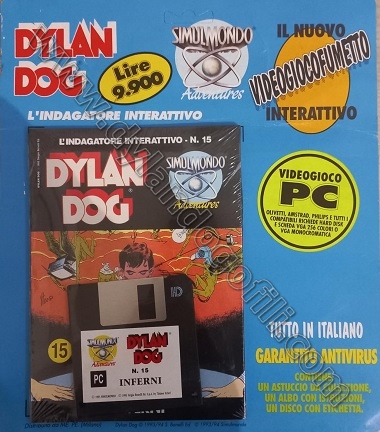 DYLAN DOG
Lire 9.900
SIMULMONDO
Adventures
IL NUOVO
VIDEOGIOCOFUMETTO
INTERATTIVO
L'INDAGATORE INTERATTIVO
L'INDAGATORE INTERATTIVO - N. 15
DYLAN DOG
SIMULMONDO
Adventures
VIDEOGIOCO
PC
OLIVETTI, AMSTRAD, PHILIPS E TUTTI I
COMPATIBILI RICHIEDE HARD DISK
E SCHEDA VGA 256 COLORI O
VGA MONOCROMATICA
15
HD
SIMULMONDO
Adventures
DYLAN DOG
PC
N. 15
INFERNI
TUTTO IN ITALIANO
GARANTITO ANTIVIRUS
CONTIENE:
UN ASTUCCIO DA COLLEZIONE,
UN ALBO CON ISTRUZIONI,
UN DISCO CON ETICHETTA.